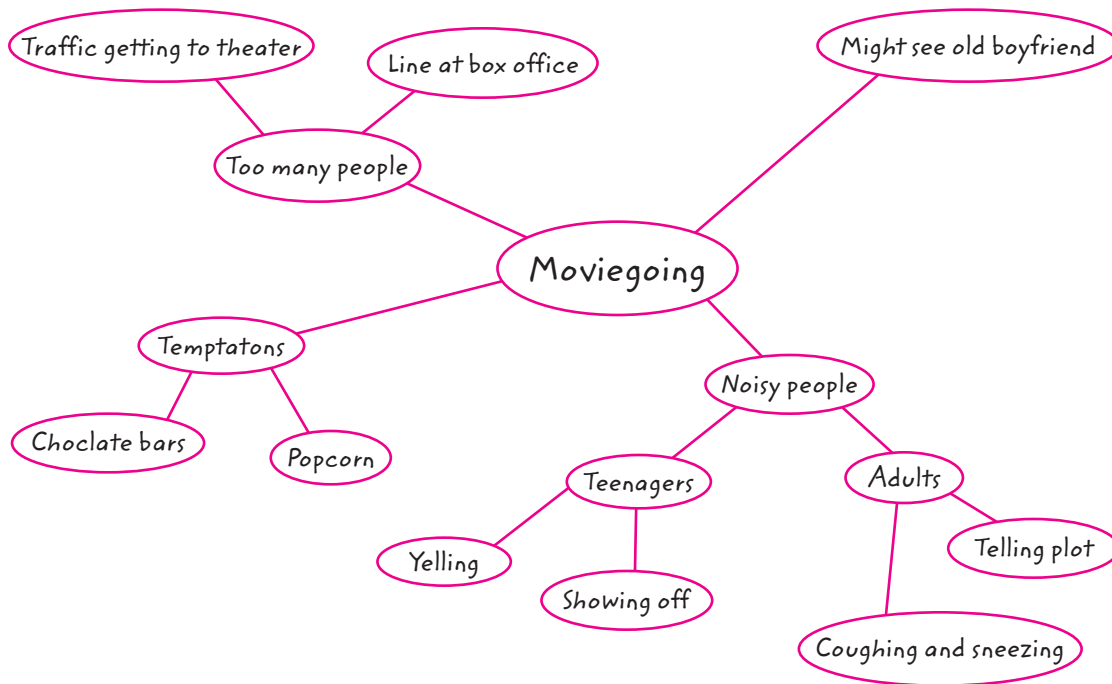 Traffic getting to theater
Line at box office
Might see old boyfriend
Too many people
Moviegoing
Temptatons
Noisy people
Choclate bars
Popcorn
Teenagers
Adults
Yelling
Showing off
Telling plot
Coughing and sneezing